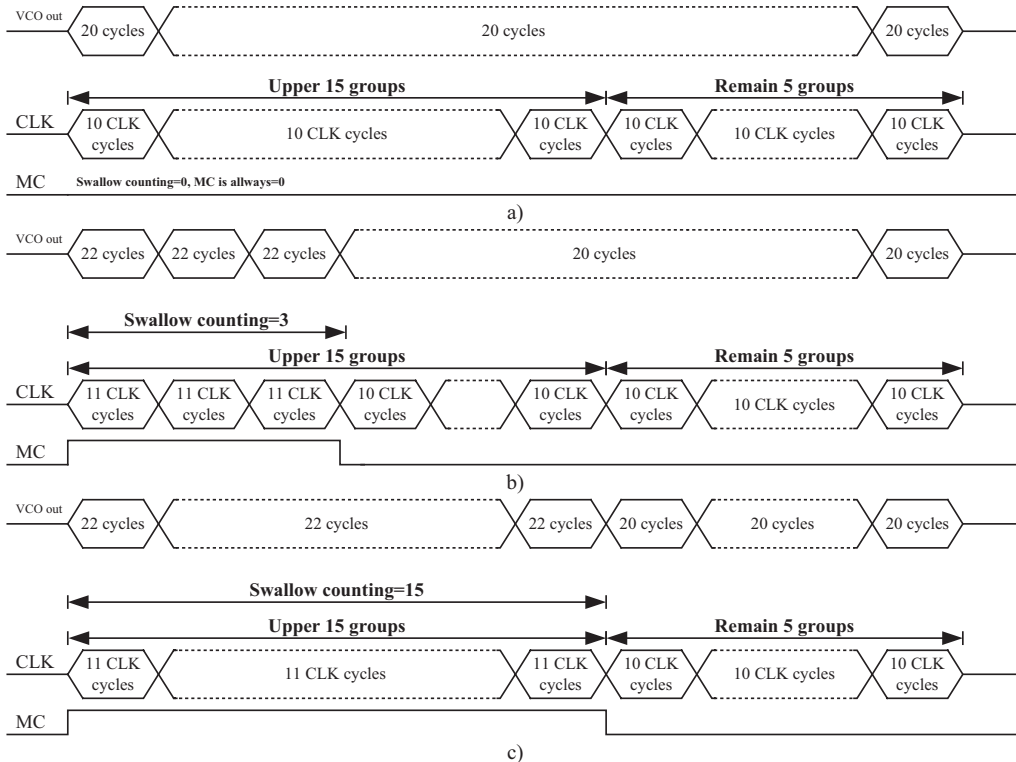 VCO out
20 cycles 20 cycles 20 cycles
Upper 15 groups Remain 5 groups
CLK
10 CLK cycles 10 CLK cycles 10 CLK cycles 10 CLK cycles 10 CLK cycles 10 CLK cycles
MC
Swallow counting=0, MC is allways=0
a)
VCO out
22 cycles 22 cycles 22 cycles 20 cycles 20 cycles
Swallow counting=3
Upper 15 groups Remain 5 groups
CLK
11 CLK cycles 11 CLK cycles 11 CLK cycles 10 CLK cycles 10 CLK cycles 10 CLK cycles 10 CLK cycles 10 CLK cycles
MC
b)
VCO out
22 cycles 22 cycles 22 cycles 20 cycles 20 cycles 20 cycles
Swallow counting=15
Upper 15 groups Remain 5 groups
CLK
11 CLK cycles 11 CLK cycles 11 CLK cycles 10 CLK cycles 10 CLK cycles 10 CLK cycles
MC
c)